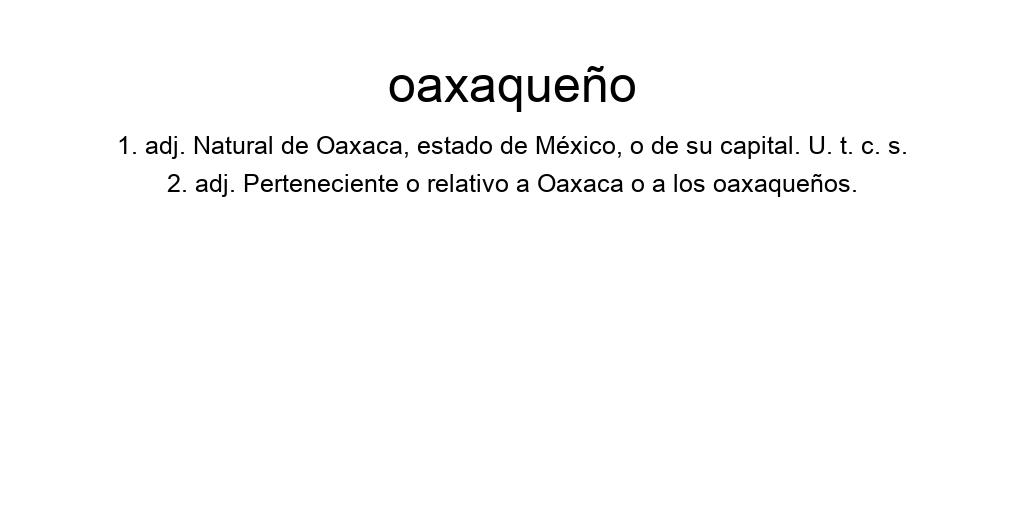 oaxaqueño
1. adj. Natural de Oaxaca, estado de México, o de su capital. U. t. c. s.
2. adj. Perteneciente o relativo a Oaxaca o a los oaxaqueños.